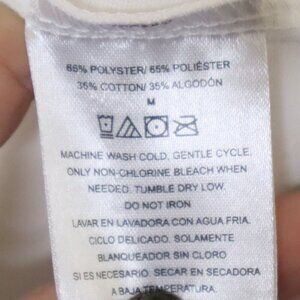 65% POLYESTER/ 65% POLIÉSTER
35% COTTON/ 35% ALGODÓN
M
MACHINE WASH COLD, GENTLE CYCLE,
ONLY NON-CHLORINE BLEACH WHEN
NEEDED. TUMBLE DRY LOW.
DO NOT IRON
LAVAR EN LAVADORA CON AGUA FRIA.
CICLO DELICADO. SOLAMENTE
BLANQUEADOR SIN CLORO
SI ES NECESARIO. SECAR EN SECADORA
A BAJA TEMPERATURA.